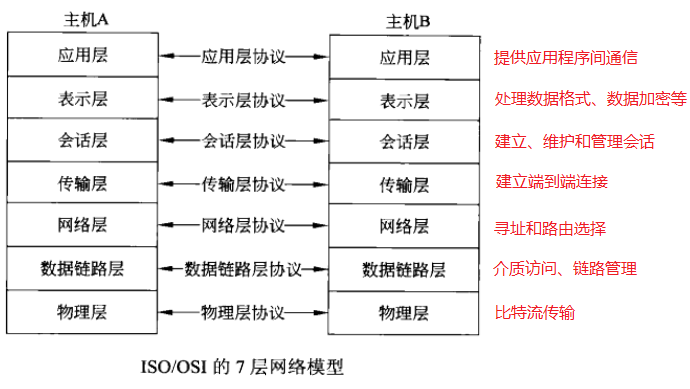 主机A 主机B
应用层 应用层协议 应用层 提供应用程序间通信
表示层 表示层协议 表示层 处理数据格式、数据加密等
会话层 会话层协议 会话层 建立、维护和管理会话
传输层 传输层协议 传输层 建立端到端连接
网络层 网络层协议 网络层 寻址和路由选择
数据链路层 数据链路层协议 数据链路层 介质访问、链路管理
物理层 物理层协议 物理层 比特流传输
ISO/OSI 的 7 层网络模型